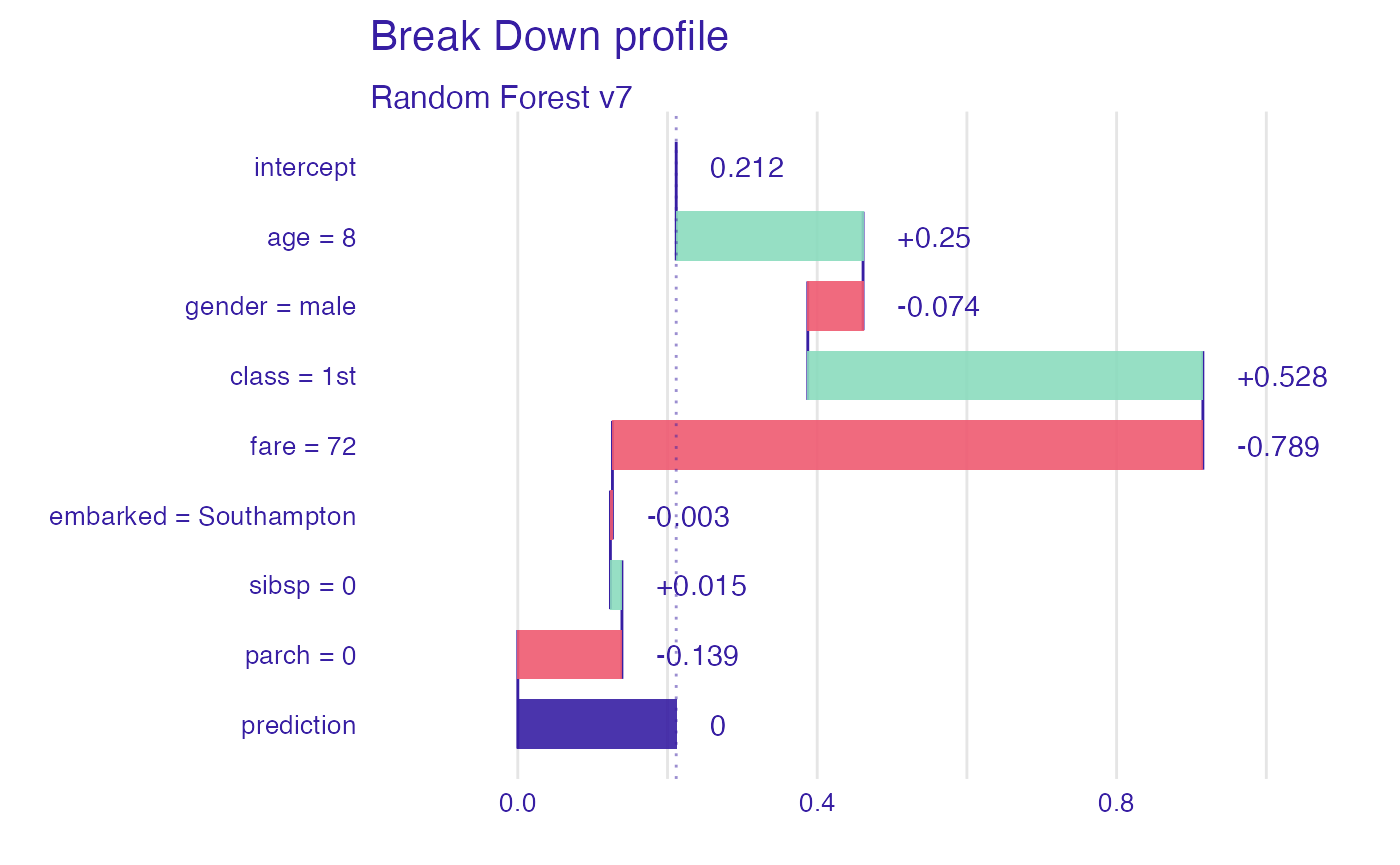 Break Down profile
Random Forest v7
intercept 0.212
age = 8 +0.25
gender = male -0.074
class = 1st +0.528
fare = 72 -0.789
embarked = Southampton -0.003
sibsp = 0 +0.015
parch = 0 -0.139
prediction 0
0.0 0.4 0.8